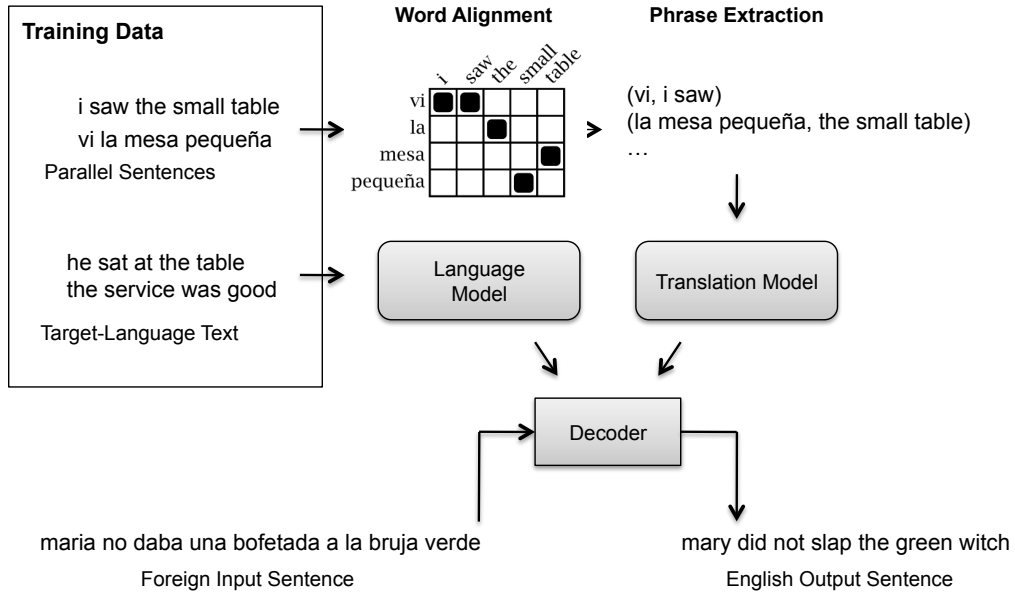 Training Data
i saw the small table
vi la mesa pequeña
Parallel Sentences
he sat at the table
the service was good
Target-Language Text
Word Alignment
i saw the small table
vi
la
mesa
pequeña
Phrase Extraction
(vi, i saw)
(la mesa pequeña, the small table)
…
Language
Model
Translation Model
Decoder
maria no daba una bofetada a la bruja verde
Foreign Input Sentence
mary did not slap the green witch
English Output Sentence